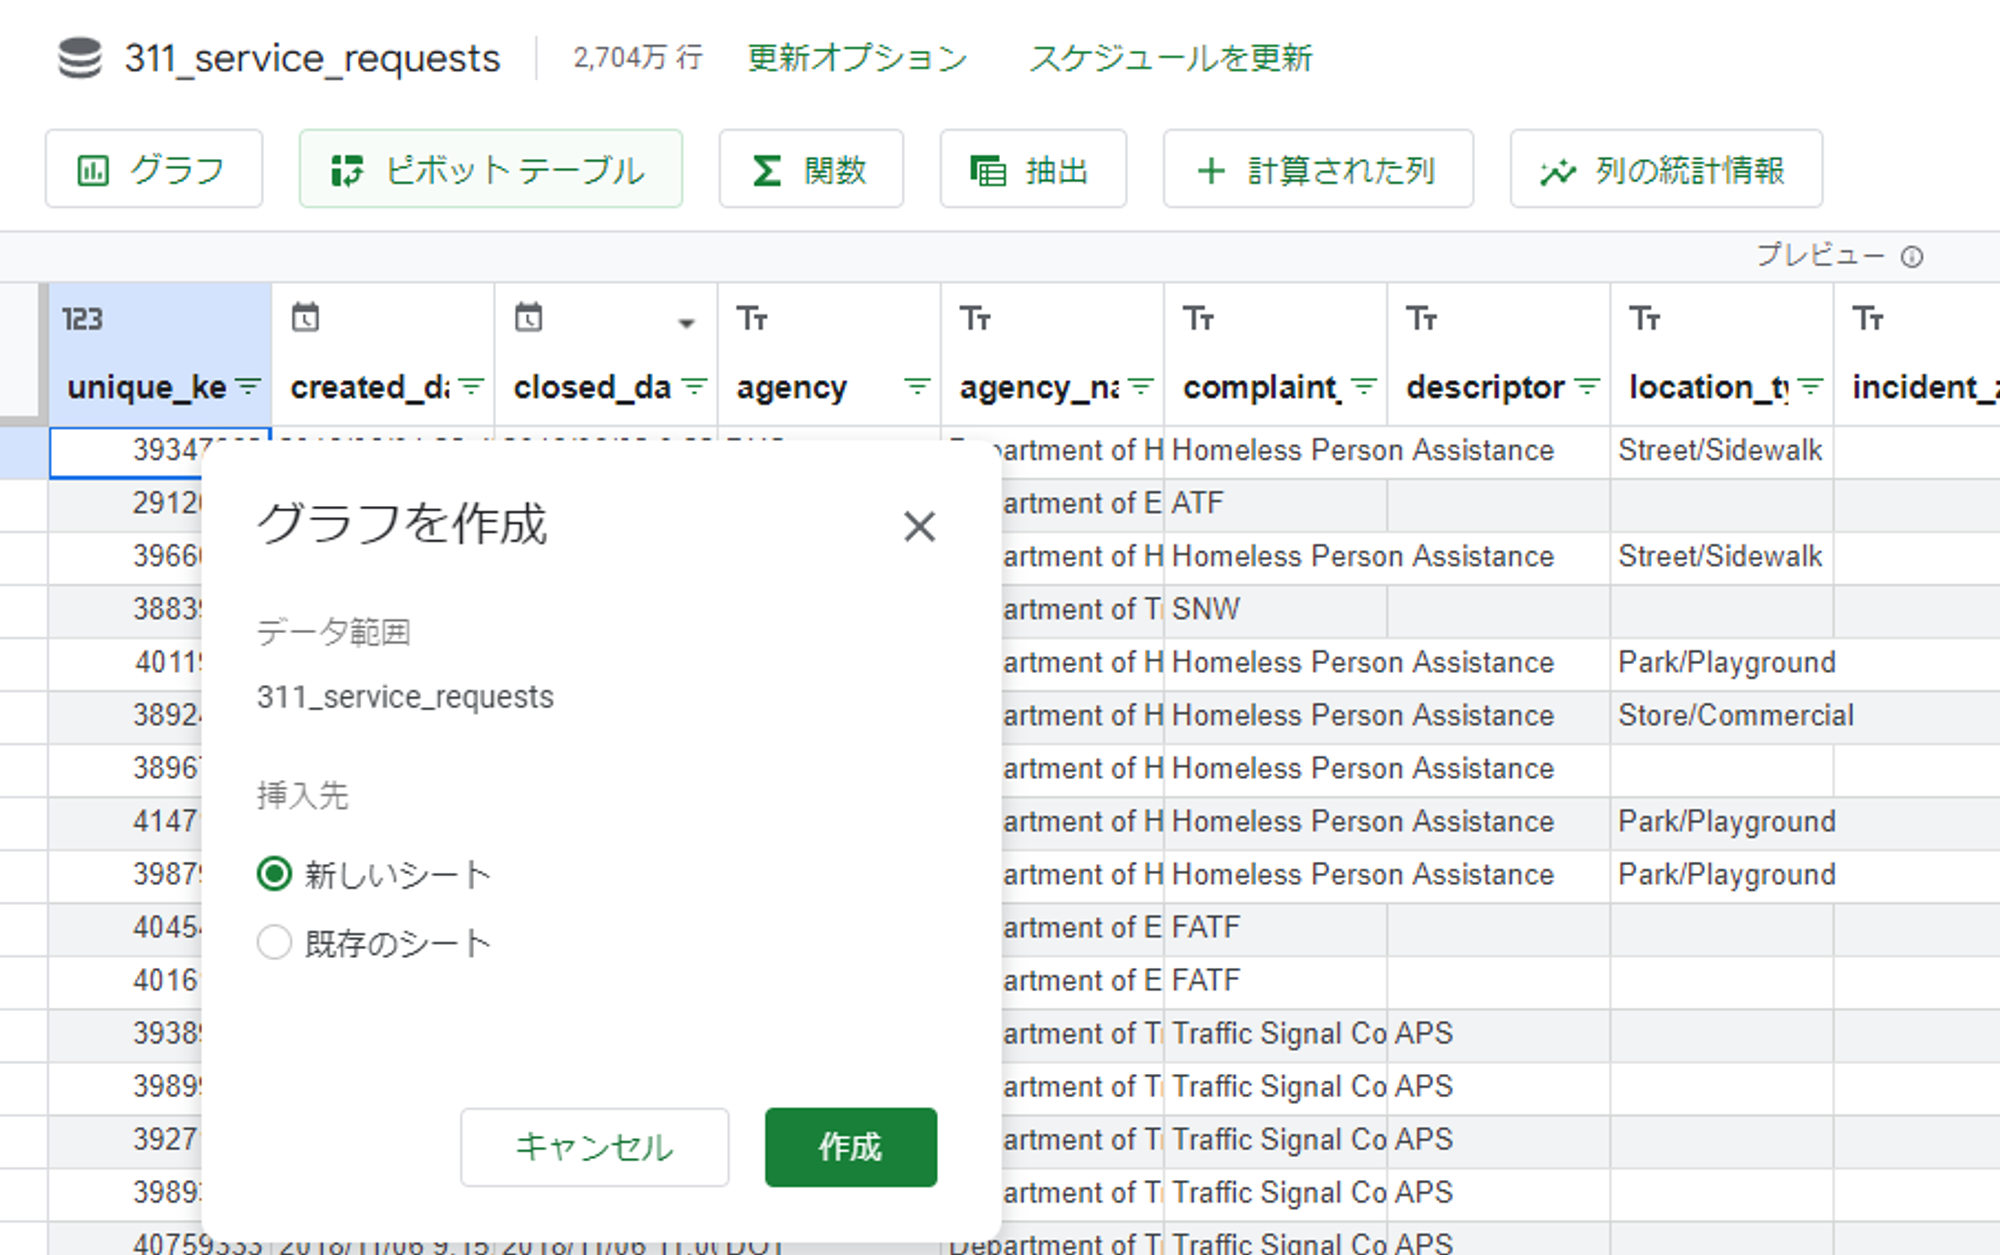 311_service_requests 2,704万 行 更新オプション スケジュールを更新
グラフ ピボット テーブル 関数 抽出 計算された列 列の統計情報
プレビュー
123
unique_ke created_da closed_da agency agency_na complaint_ descriptor location_ty incident_z
39347 Homeless Person Assistance Street/Sidewalk
2912 artment of E ATF
3966 artment of H Homeless Person Assistance Street/Sidewalk
3883 artment of T SNW
4011 artment of H Homeless Person Assistance Park/Playground
3892 artment of H Homeless Person Assistance Store/Commercial
3896 artment of H Homeless Person Assistance
4147 artment of H Homeless Person Assistance Park/Playground
3987 artment of H Homeless Person Assistance Park/Playground
4045 artment of E FATF
4016 artment of E FATF
3938 artment of T Traffic Signal Co APS
3989 artment of T Traffic Signal Co APS
3927 artment of T Traffic Signal Co APS
3989 artment of T Traffic Signal Co APS
40759333 2018/11/06 9:15 2018/11/06 11:0 DOT Department of T Traffic Signal Co APS
グラフを作成
データ範囲
311_service_requests
挿入先
新しいシート
既存のシート
キャンセル 作成